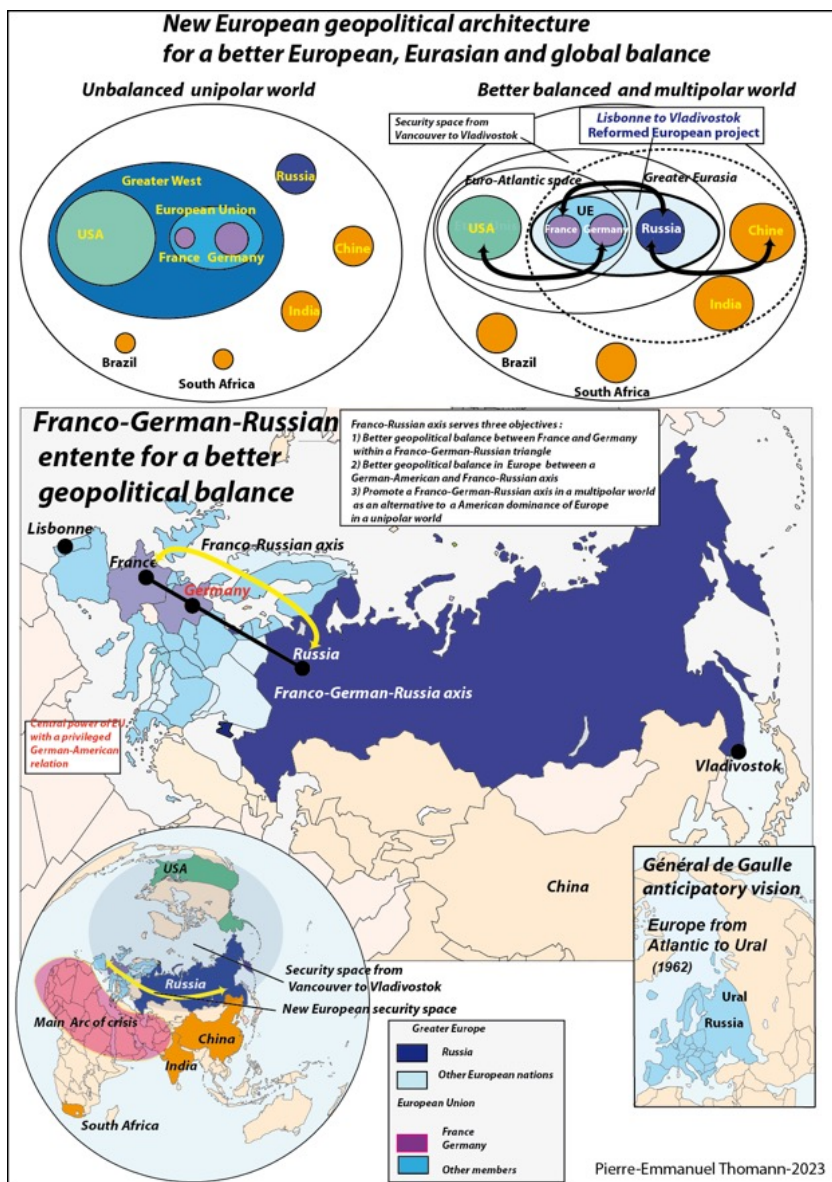 New European geopolitical architecture
for a better European, Eurasian and global balance
Unbalanced unipolar world
Greater West
Russia
European Union
USA
France
Germany
Chine
India
Brazil
South Africa
Better balanced and multipolar world
Security space from
Vancouver to Vladivostok
Lisbonne to Vladivostok
Reformed European project
Euro-Atlantic space
Greater Eurasia
UE
USA
France
Germany
Russia
Chine
India
Brazil
South Africa
Franco-German-Russian
entente for a better
geopolitical balance
Franco-Russian axis serves three objectives :
1) Better geopolitical balance between France and Germany
within a Franco-German-Russian triangle
2) Better geopolitical balance in Europe between a
German-American and Franco-Russian axis
3) Promote a Franco-German-Russian axis in a multipolar world
as an alternative to a American dominance of Europe
in a unipolar world
Lisbonne
Franco-Russian axis
France
Germany
Russia
Franco-German-Russia axis
Central power of EU
with a privileged
German-American
relation
Vladivostok
China
USA
Russia
Security space from
Vancouver to Vladivostok
New European security space
Main Arc of crisis
China
India
South Africa
Greater Europe
Russia
Other European nations
European Union
France
Germany
Other members
Général de Gaulle
anticipatory vision
Europe from
Atlantic to Ural
(1962)
Ural
Russia
Pierre-Emmanuel Thomann-2023